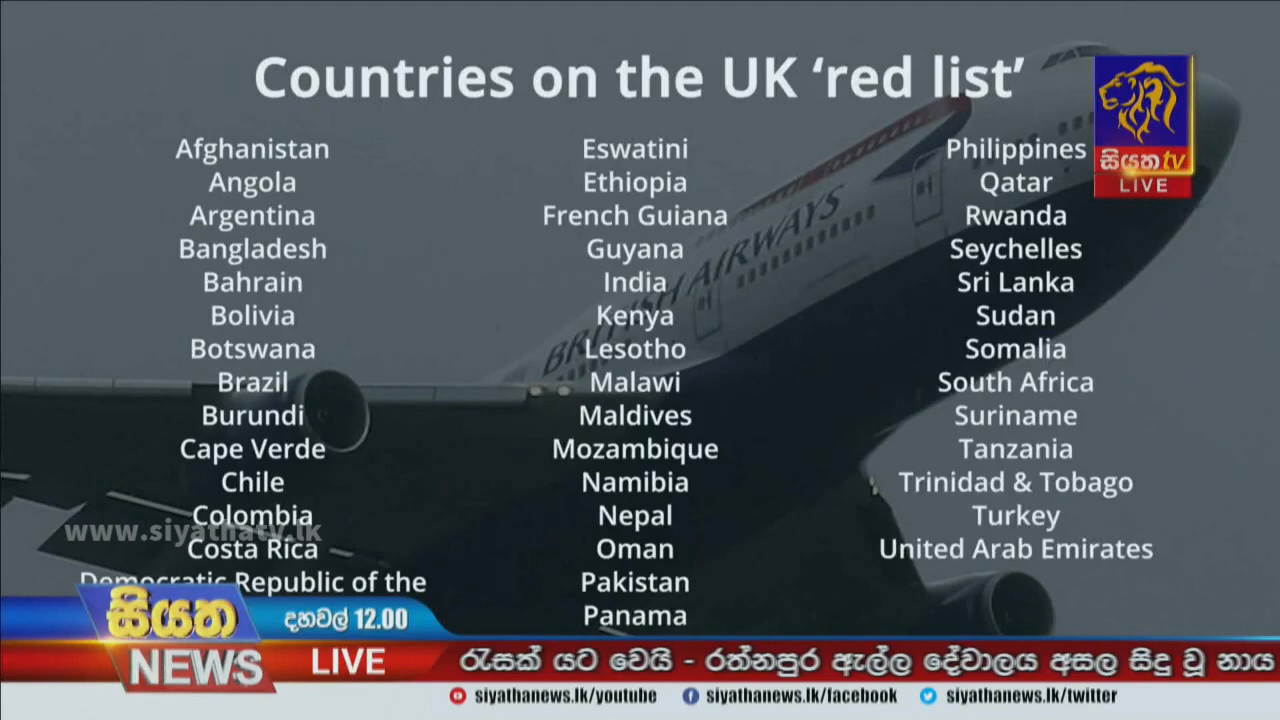 Countries on the UK ‘red list’
Afghanistan
Angola
Argentina
Bangladesh
Bahrain
Bolivia
Botswana
Brazil
Burundi
Cape Verde
Chile
Colombia
Costa Rica
Democratic Republic of the
Eswatini
Ethiopia
French Guiana
Guyana
India
Kenya
Lesotho
Malawi
Maldives
Mozambique
Namibia
Nepal
Oman
Pakistan
Panama
Philippines
Qatar
Rwanda
Seychelles
Sri Lanka
Sudan
Somalia
South Africa
Suriname
Tanzania
Trinidad & Tobago
Turkey
United Arab Emirates
BRITISH AIRWAYS
සියත tv
LIVE
www.siyathatv.lk
සියත
දහවල් 12.00
NEWS
LIVE
රැසක් යට වෙයි - රත්නපුර ඇල්ල දේවාලය අසල සිදු වූ නාය
siyathanews.lk/youtube
siyathanews.lk/facebook
siyathanews.lk/twitter